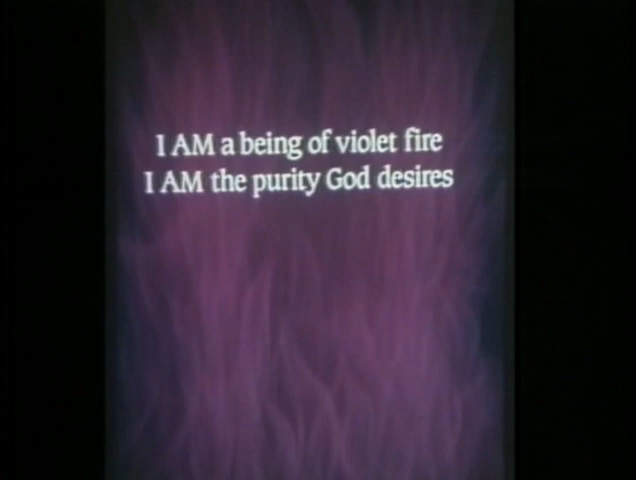 I AM a being of violet fire
I AM the purity God desires